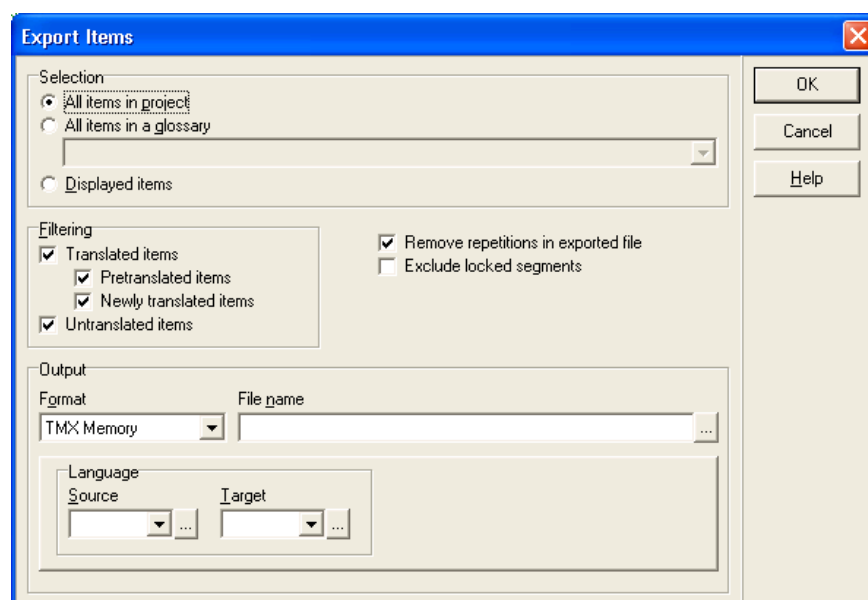 Export Items
Selection
All items in project
All items in a glossary
Displayed items
OK
Cancel
Help
Filtering
Translated items
Pretranslated items
Newly translated items
Untranslated items
Remove repetitions in exported file
Exclude locked segments
Output
Format
File name
TMX Memory
...
Language
Source
Target
...
...